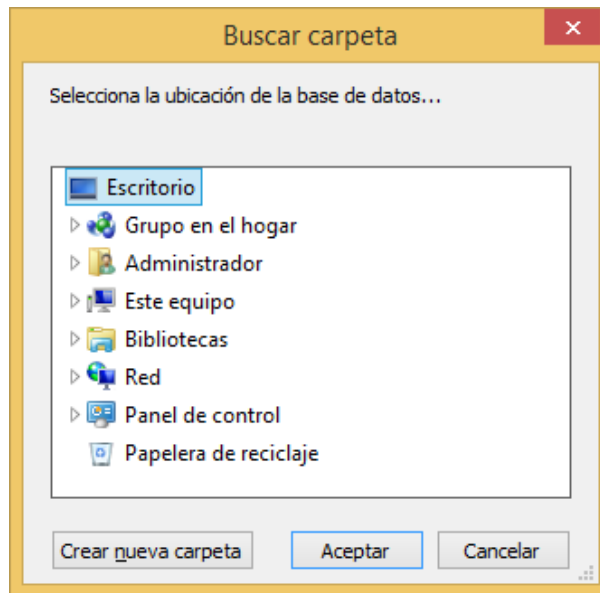 Buscar carpeta
Selecciona la ubicación de la base de datos...
Escritorio
Grupo en el hogar
Administrador
Este equipo
Bibliotecas
Red
Panel de control
Papelera de reciclaje
Crear nueva carpeta Aceptar Cancelar